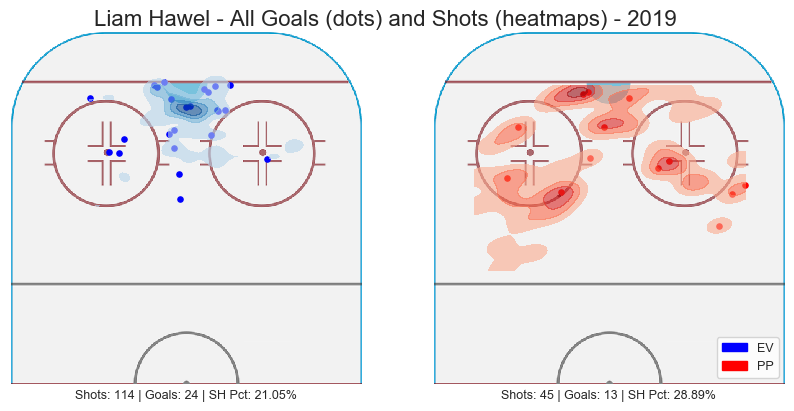 Liam Hawel - All Goals (dots) and Shots (heatmaps) - 2019
EV
PP
Shots: 114 | Goals: 24 | SH Pct: 21.05%
Shots: 45 | Goals: 13 | SH Pct: 28.89%